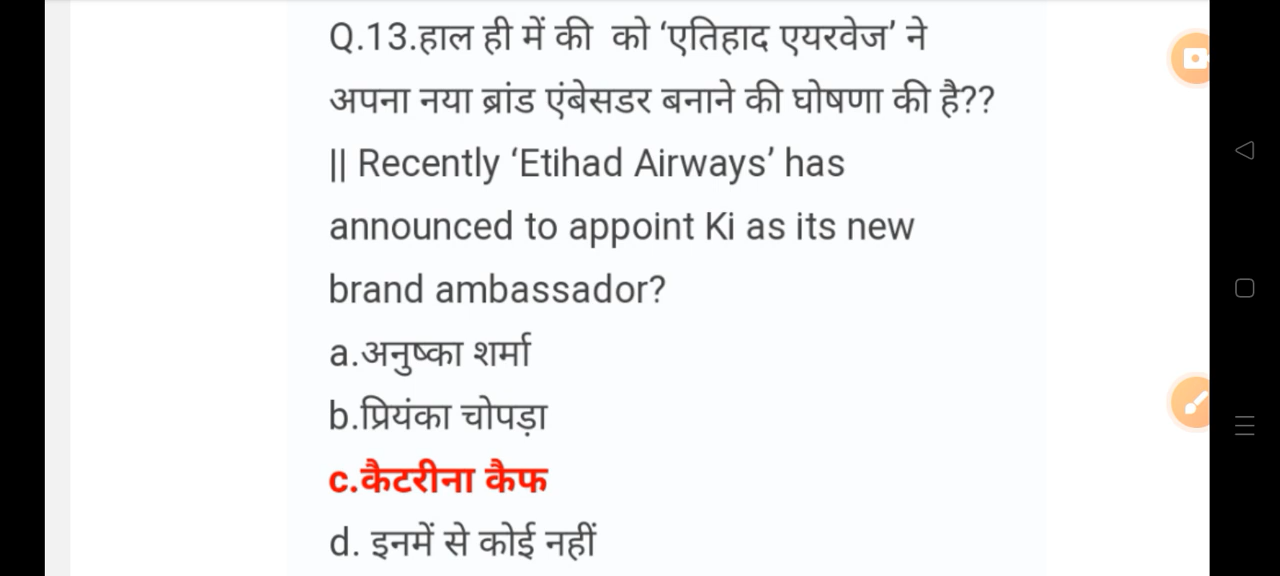 Q.13.हाल ही में की को ‘एतिहाद एयरवेज’ ने
अपना नया ब्रांड एंबेसडर बनाने की घोषणा की है??
|| Recently ‘Etihad Airways’ has
announced to appoint Ki as its new
brand ambassador?
a.अनुष्का शर्मा
b.प्रियंका चोपड़ा
c.कैटरीना कैफ
d. इनमें से कोई नहीं